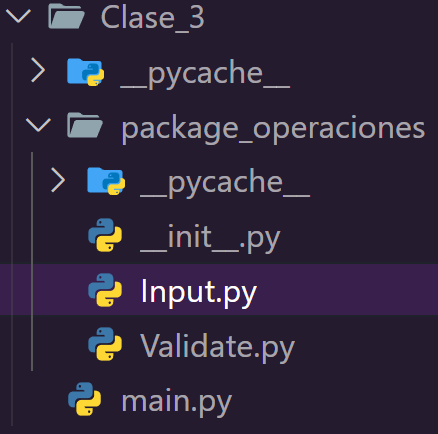 Clase_3
__pycache__
package_operaciones
__pycache__
__init__.py
Input.py
Validate.py
main.py